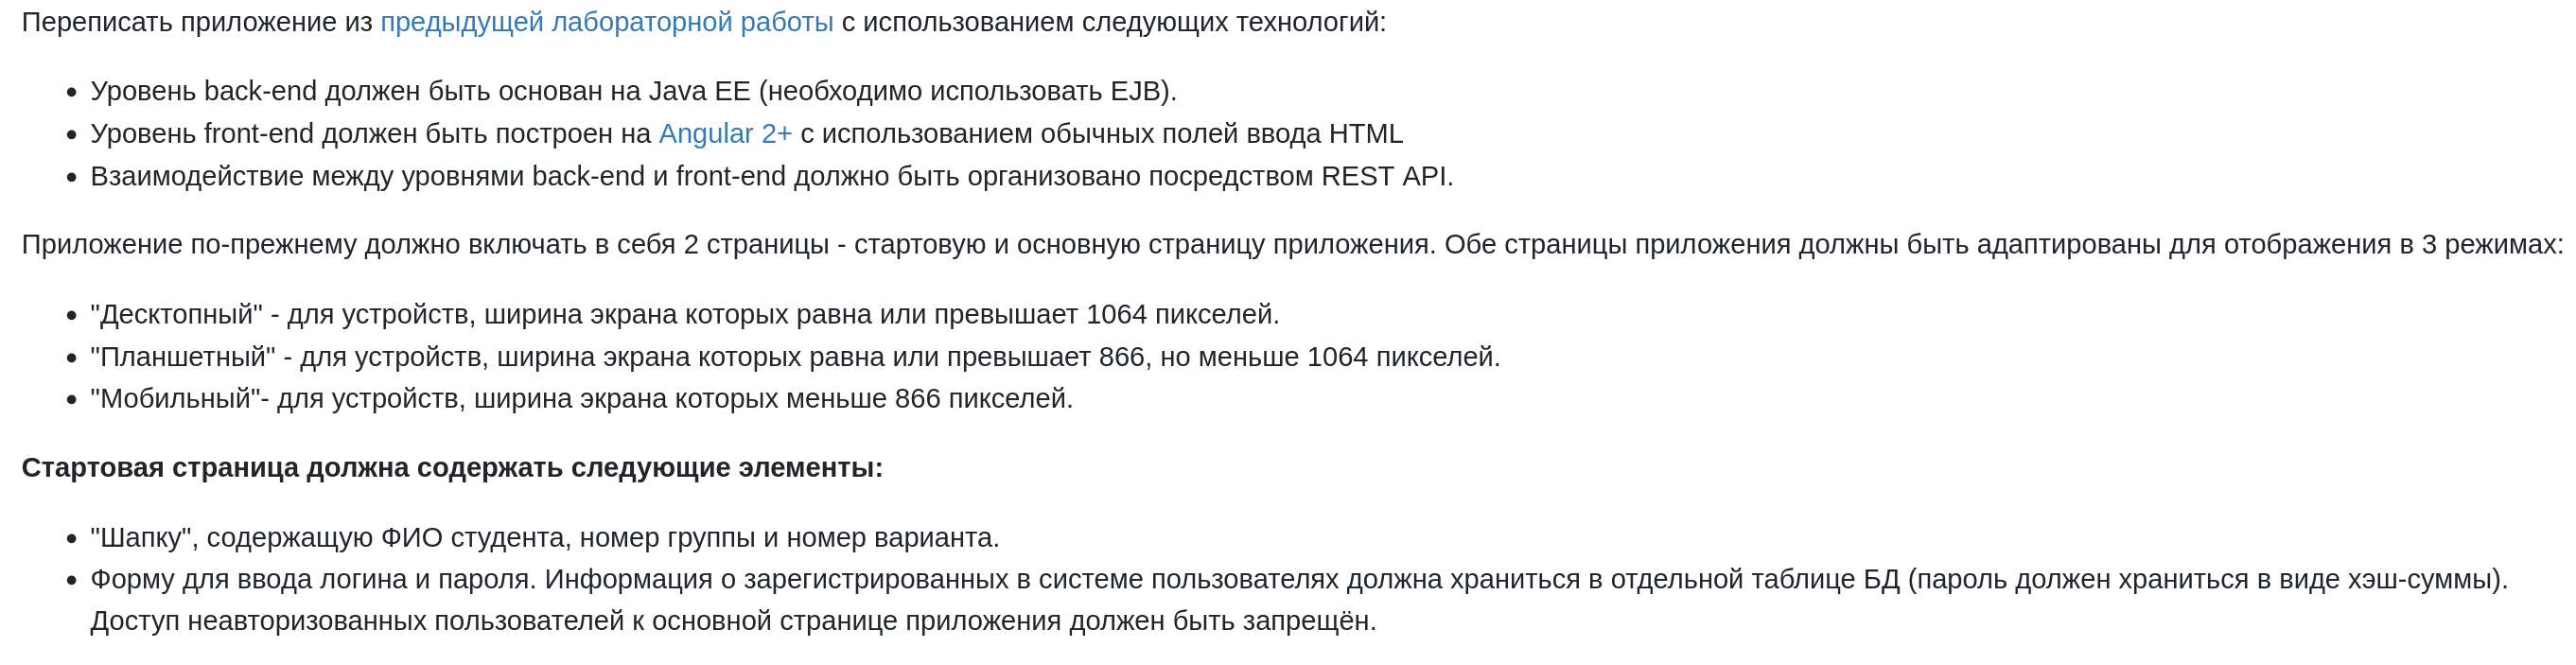 Переписать приложение из предыдущей лабораторной работы с использованием следующих технологий:
• Уровень back-end должен быть основан на Java EE (необходимо использовать EJB).
• Уровень front-end должен быть построен на Angular 2+ с использованием обычных полей ввода HTML
• Взаимодействие между уровнями back-end и front-end должно быть организовано посредством REST API.
Приложение по-прежнему должно включать в себя 2 страницы - стартовую и основную страницу приложения. Обе страницы приложения должны быть адаптированы для отображения в 3 режимах:
• "Десктопный" - для устройств, ширина экрана которых равна или превышает 1064 пикселей.
• "Планшетный" - для устройств, ширина экрана которых равна или превышает 866, но меньше 1064 пикселей.
• "Мобильный"- для устройств, ширина экрана которых меньше 866 пикселей.
Стартовая страница должна содержать следующие элементы:
• "Шапку", содержащую ФИО студента, номер группы и номер варианта.
• Форму для ввода логина и пароля. Информация о зарегистрированных в системе пользователях должна храниться в отдельной таблице БД (пароль должен храниться в виде хэш-суммы).
Доступ неавторизованных пользователей к основной странице приложения должен быть запрещён.